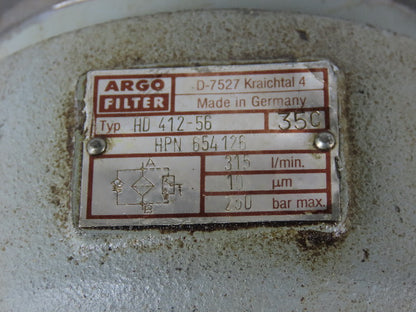 ARGO FILTER
D-7527 Kraichtal 4
Made in Germany
Typ HD 412-56 35C
HPN 654126
315 l/min.
10 µm
250 bar max.
A
B